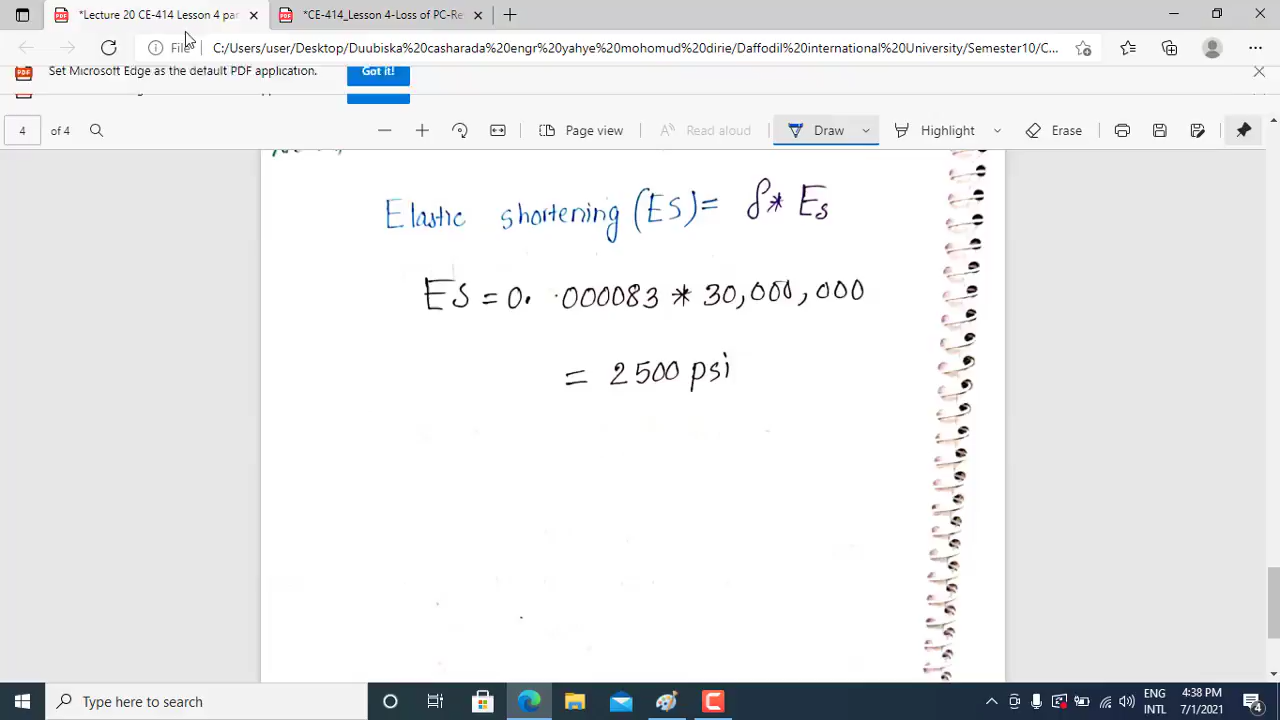 *Lecture 20 CE-414 Lesson 4 pa
*CE-414_Lesson 4-Loss of PC-Re
File
C:/Users/user/Desktop/Duubiska%20casharada%20engr%20yahye%20mohomud%20dirie/Daffodil%20international%20University/Semester10/C...
Set Microsoft Edge as the default PDF application.
Got it!
4 of 4
Page view
Read aloud
Draw
Highlight
Erase
Elastic shortening (ES) = δ * Es
ES = 0. .000083 * 30,000,000
= 2500 psi
Type here to search
ENG
INTL
4:38 PM
7/1/2021
4